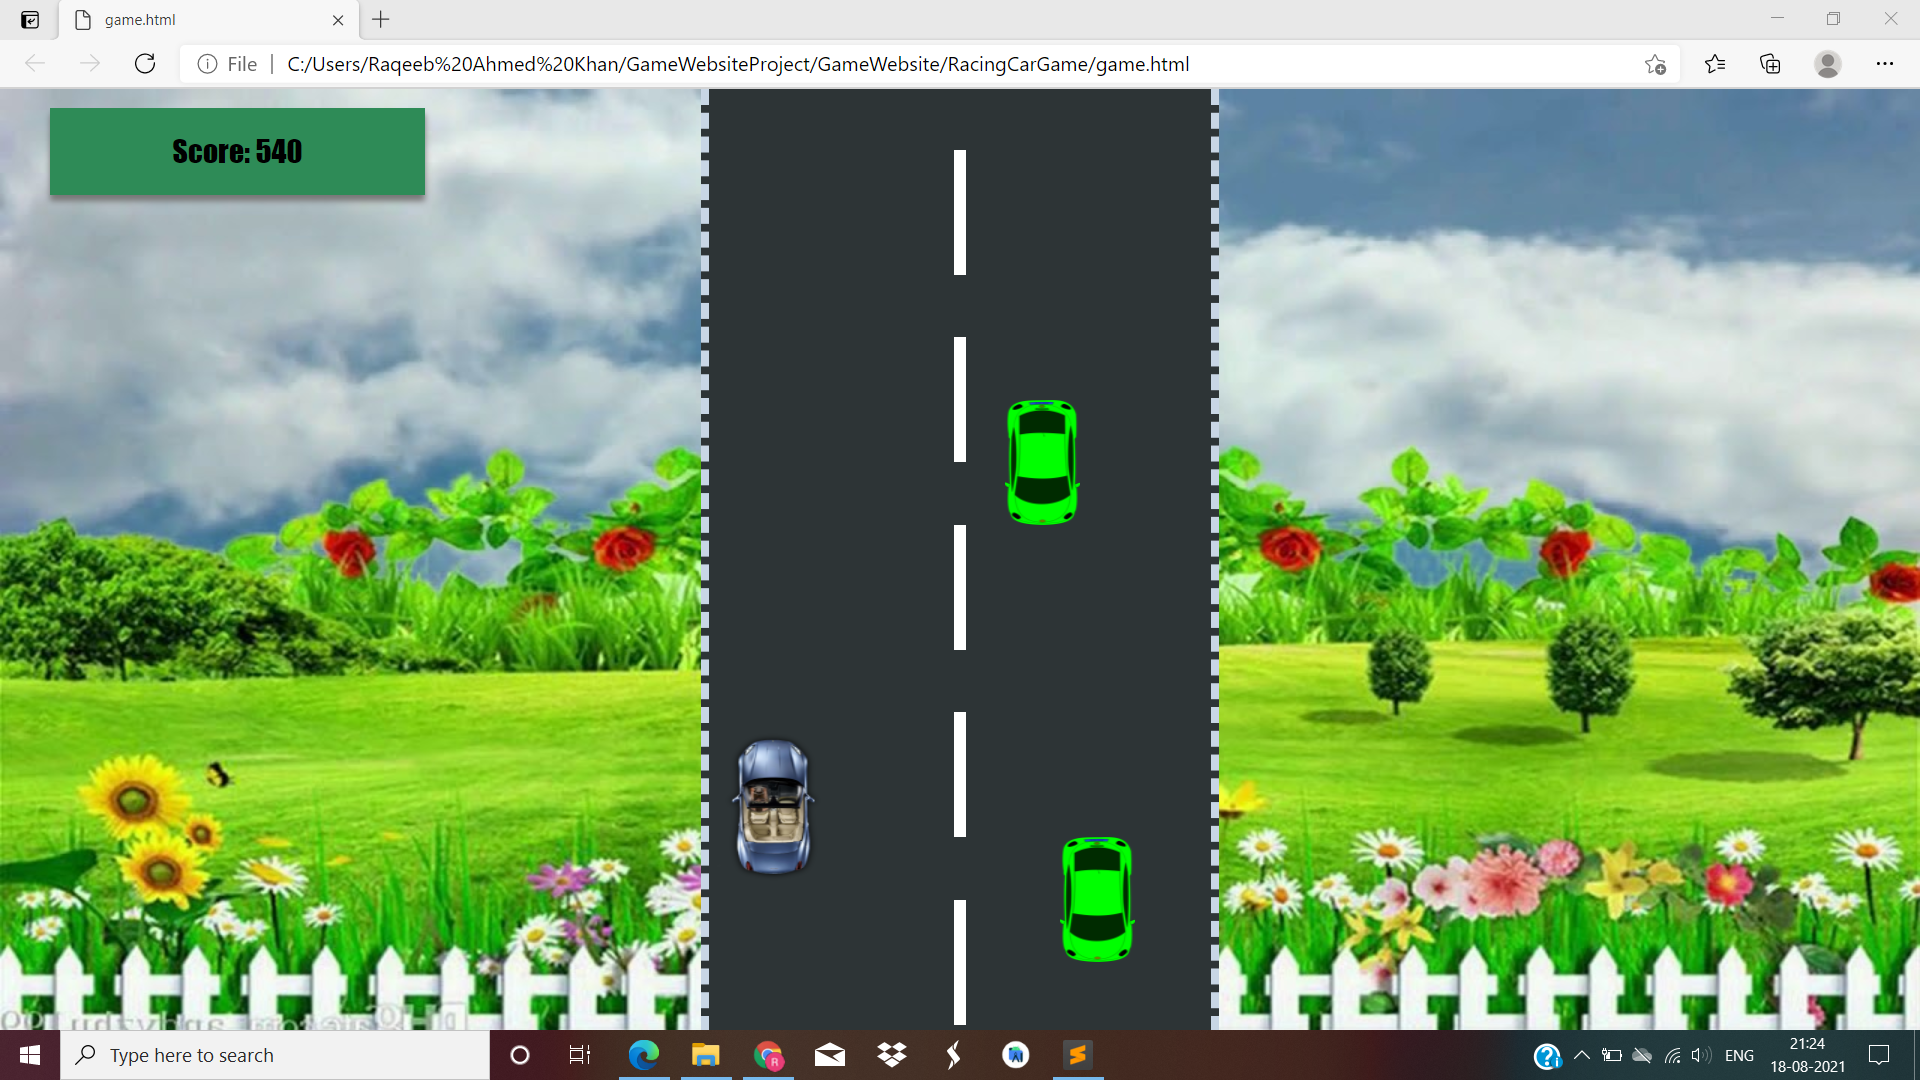 game.html
File
C:/Users/Raqeeb%20Ahmed%20Khan/GameWebsiteProject/GameWebsite/RacingCarGame/game.html
Score: 540
Type here to search
R
ENG
21:24
18-08-2021